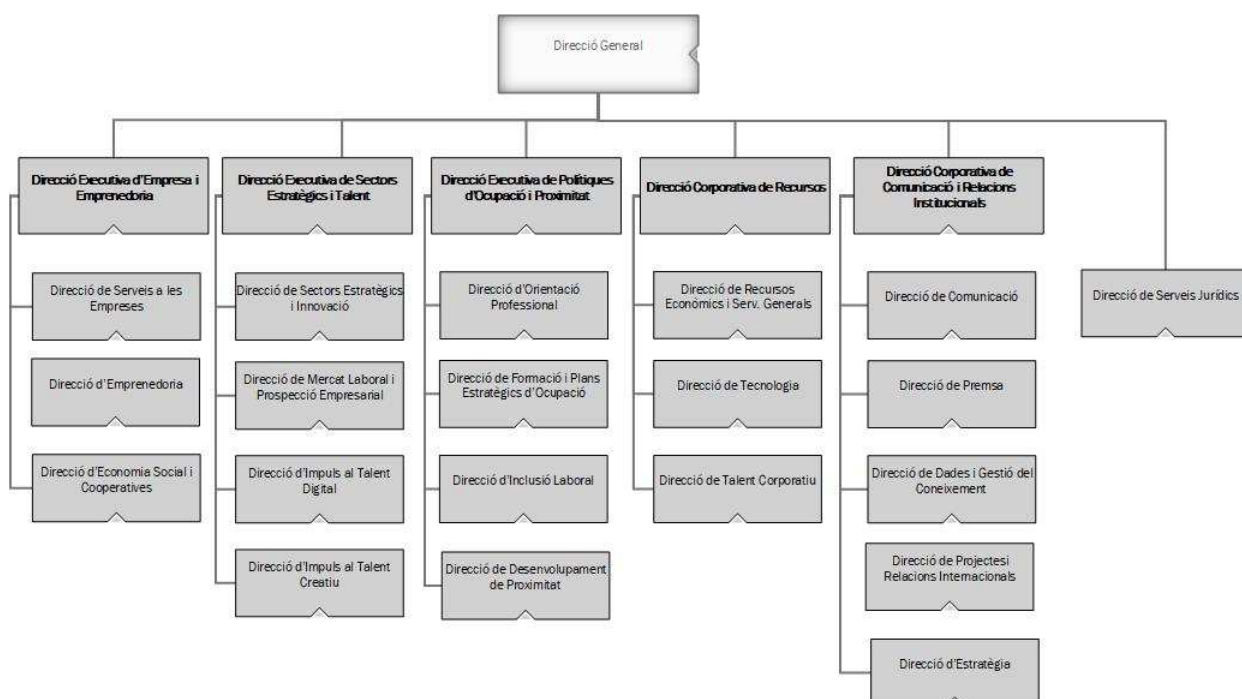 Direcció General
Direcció Executiva d'Empresa i
Emprenedoria
Direcció Executiva de Sectors
Estratègics i Talent
Direcció Executiva de Polítiques
d'Ocupació i Proximitat
Direcció Corporativa de Recursos
Direcció Corporativa de
Comunicació i Relacions
Institucionals
Direcció de Serveis a les
Empreses
Direcció d'Emprenedoria
Direcció d'Economia Social i
Cooperatives
Direcció de Sectors Estratègics
i Innovació
Direcció de Mercat Laboral i
Prospecció Empresarial
Direcció d'Impuls al Talent
Digital
Direcció d'Impuls al Talent
Creatiu
Direcció d'Orientació
Professional
Direcció de Formació i Plans
Estratègics d'Ocupació
Direcció d'Inclusió Laboral
Direcció de Desenvolupament
de Proximitat
Direcció de Recursos
Econòmics i Serv. Generals
Direcció de Tecnologia
Direcció de Talent Corporatiu
Direcció de Comunicació
Direcció de Premsa
Direcció de Dades i Gestió del
Coneixement
Direcció de Projectesi
Relacions Internacionals
Direcció d'Estratègia
Direcció de Serveis Jurídics